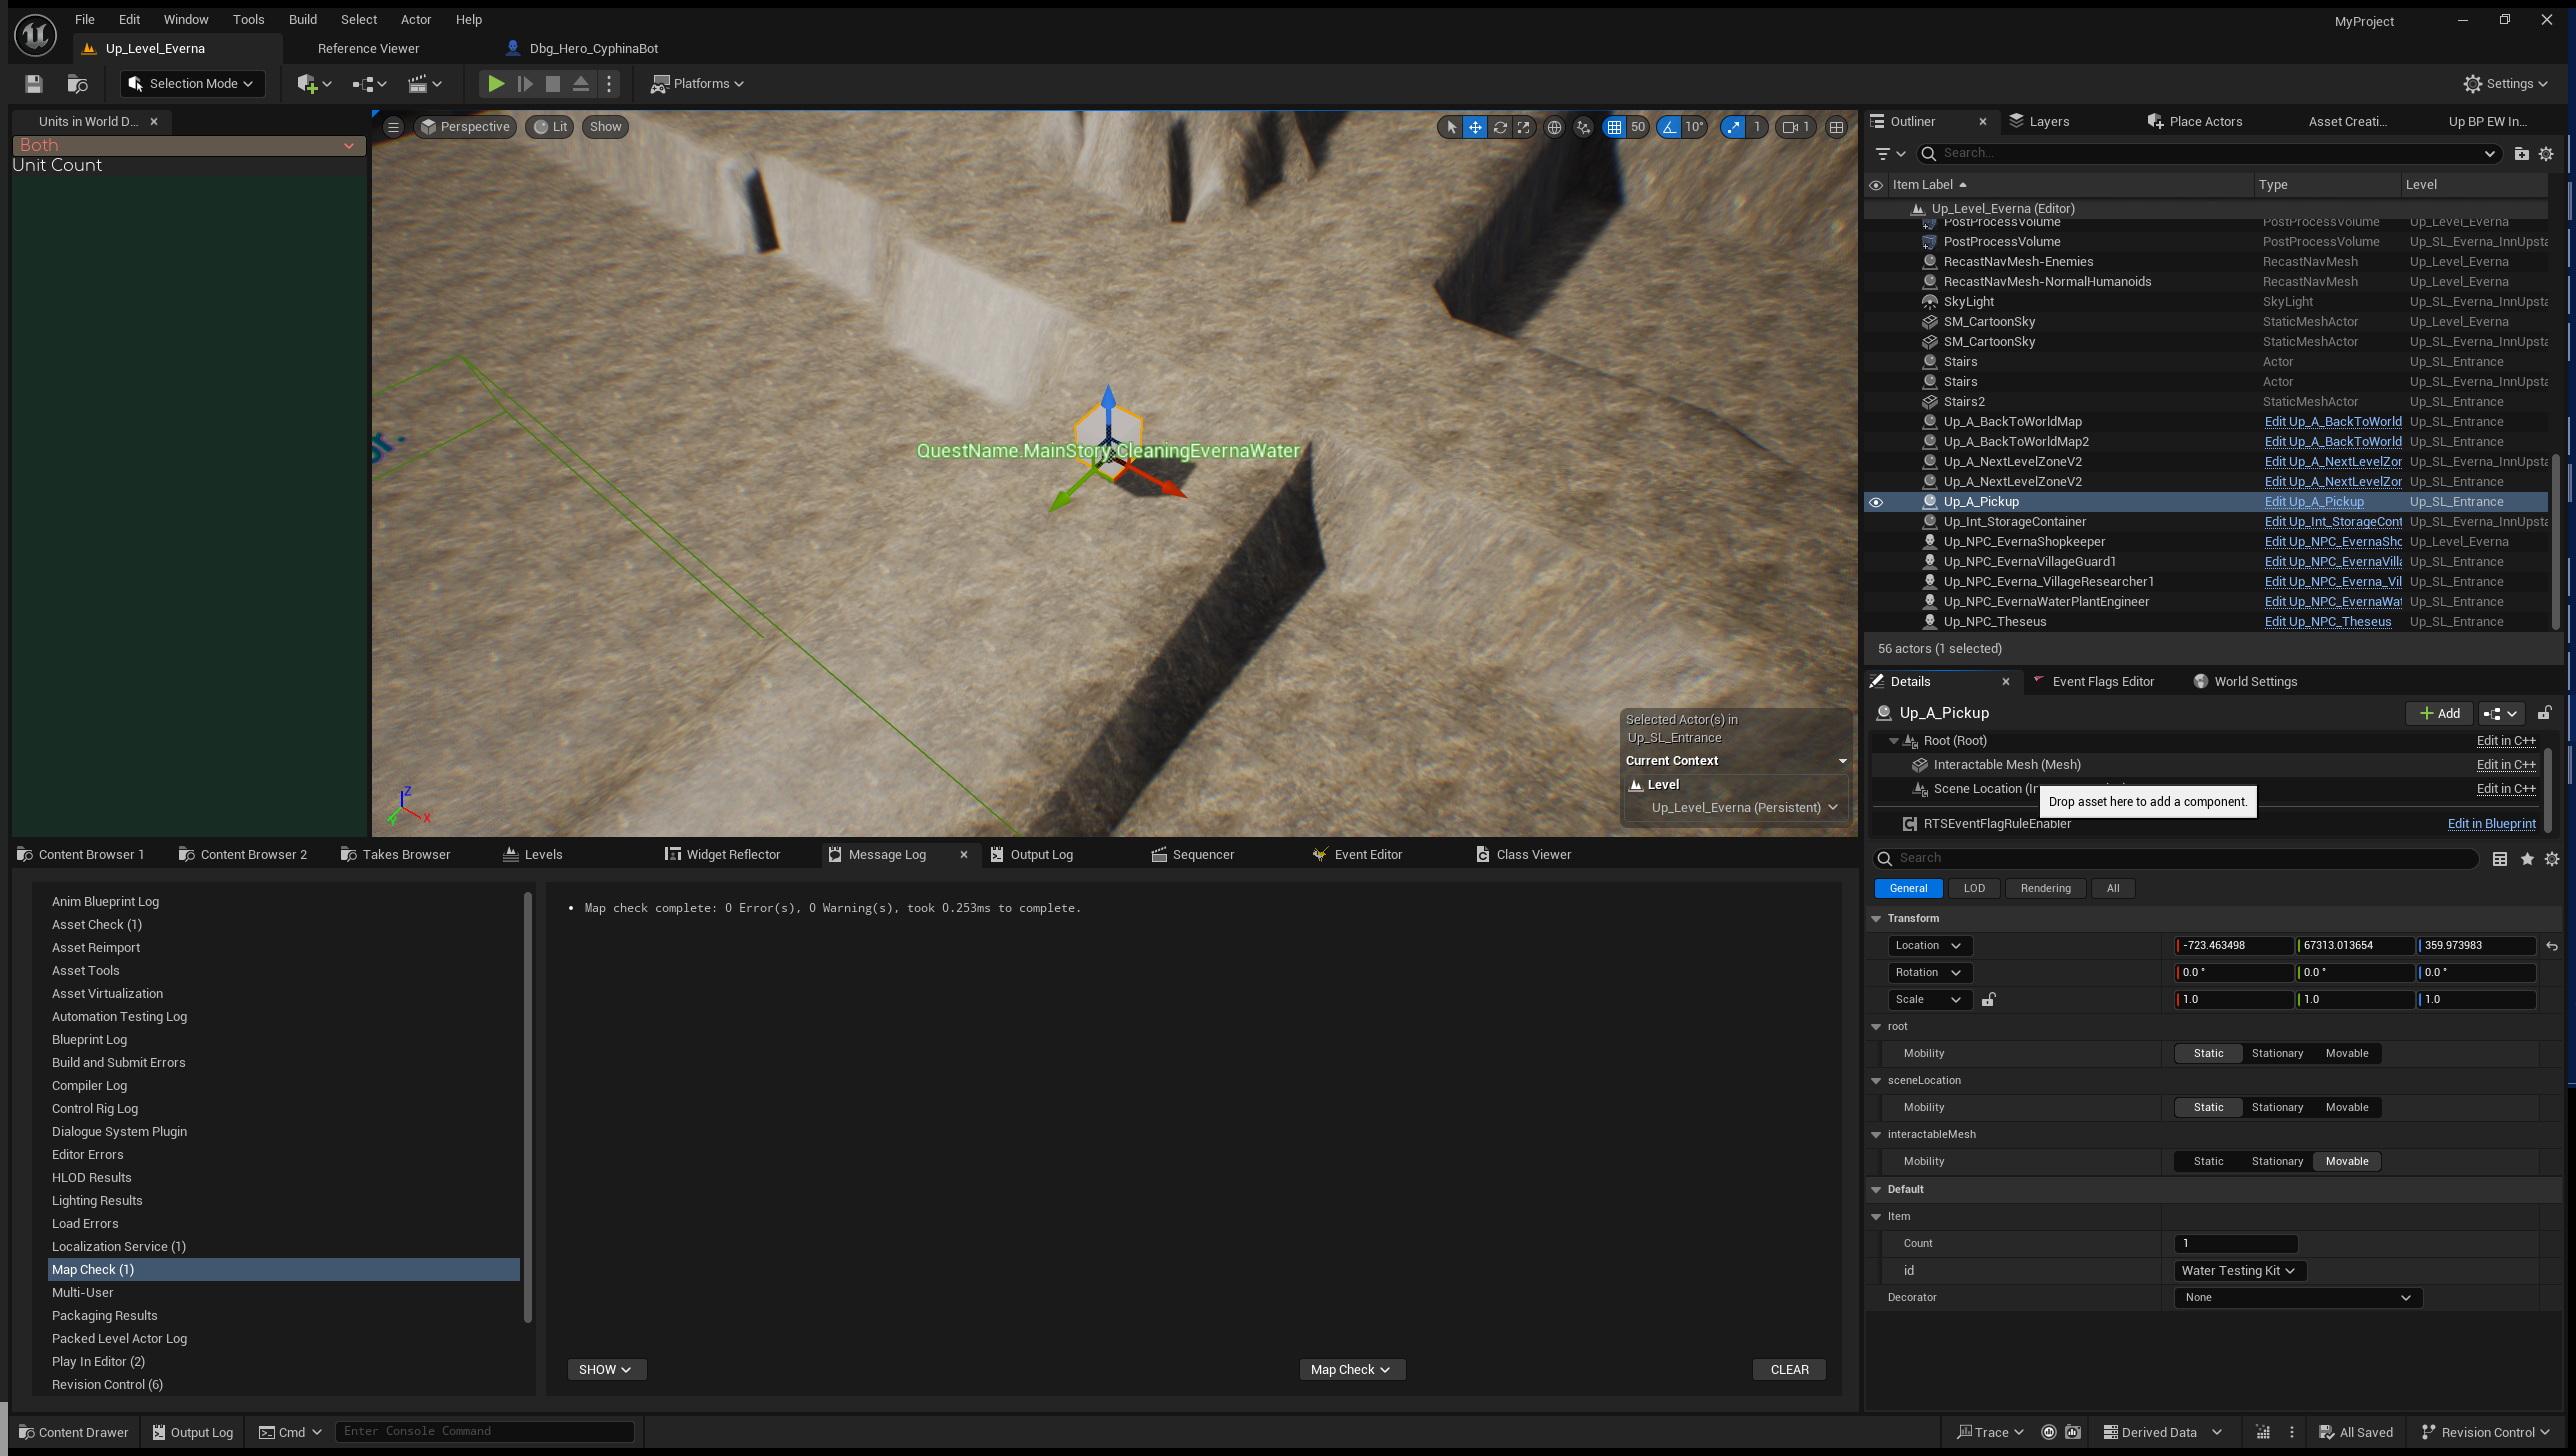 File Edit Window Tools Build Select Actor Help
MyProject
Up_Level_Everna
Reference Viewer
Dbg_Hero_CyphinaBot
Selection Mode
Platforms
Settings
Units in World D...
Both
Unit Count
Perspective
Lit
Show
50
10°
1
1
QuestName.MainStory.CleaningEvernaWater
Z
X
Selected Actor(s) in
Up_SL_Entrance
Current Context
Level
Up_Level_Everna (Persistent)
Outliner
Layers
Place Actors
Asset Creati...
Up BP EW In...
Search...
Item Label Type Level
Up_Level_Everna (Editor)
PostProcessVolume PostProcessVolume Up_Level_Everna
PostProcessVolume PostProcessVolume Up_SL_Everna_InnUpsta
RecastNavMesh-Enemies RecastNavMesh Up_Level_Everna
RecastNavMesh-NormalHumanoids RecastNavMesh Up_Level_Everna
SkyLight SkyLight Up_SL_Everna_InnUpsta
SM_CartoonSky StaticMeshActor Up_Level_Everna
SM_CartoonSky StaticMeshActor Up_SL_Everna_InnUpsta
Stairs Actor Up_SL_Entrance
Stairs Actor Up_SL_Everna_InnUpsta
Stairs2 StaticMeshActor Up_SL_Entrance
Up_A_BackToWorldMap Edit Up_A_BackToWorld Up_SL_Entrance
Up_A_BackToWorldMap2 Edit Up_A_BackToWorld Up_SL_Entrance
Up_A_NextLevelZoneV2 Edit Up_A_NextLevelZor Up_SL_Everna_InnUpsta
Up_A_NextLevelZoneV2 Edit Up_A_NextLevelZor Up_SL_Entrance
Up_A_Pickup Edit Up_A_Pickup Up_SL_Entrance
Up_Int_StorageContainer Edit Up_Int_StorageCont Up_SL_Everna_InnUpsta
Up_NPC_EvernaShopkeeper Edit Up_NPC_EvernaSho Up_Level_Everna
Up_NPC_EvernaVillageGuard1 Edit Up_NPC_EvernaVilla Up_SL_Entrance
Up_NPC_Everna_VillageResearcher1 Edit Up_NPC_Everna_Vil Up_SL_Entrance
Up_NPC_EvernaWaterPlantEngineer Edit Up_NPC_EvernaWat Up_SL_Entrance
Up_NPC_Theseus Edit Up_NPC_Theseus Up_SL_Entrance
56 actors (1 selected)
Details
Event Flags Editor
World Settings
Up_A_Pickup
Add
Root (Root) Edit in C++
Interactable Mesh (Mesh) Edit in C++
Scene Location Edit in C++
Drop asset here to add a component.
RTSEventFlagRuleEnabler Edit in Blueprint
Search
General LOD Rendering All
Transform
Location -723.463498 67313.013654 359.973983
Rotation 0.0 ° 0.0 ° 0.0 °
Scale 1.0 1.0 1.0
root
Mobility Static Stationary Movable
sceneLocation
Mobility Static Stationary Movable
interactableMesh
Mobility Static Stationary Movable
Default
Item
Count 1
id Water Testing Kit
Decorator None
Content Browser 1
Content Browser 2
Takes Browser
Levels
Widget Reflector
Message Log
Output Log
Sequencer
Event Editor
Class Viewer
Anim Blueprint Log
Asset Check (1)
Asset Reimport
Asset Tools
Asset Virtualization
Automation Testing Log
Blueprint Log
Build and Submit Errors
Compiler Log
Control Rig Log
Dialogue System Plugin
Editor Errors
HLOD Results
Lighting Results
Load Errors
Localization Service (1)
Map Check (1)
Multi-User
Packaging Results
Packed Level Actor Log
Play In Editor (2)
Revision Control (6)
Map check complete: 0 Error(s), 0 Warning(s), took 0.253ms to complete.
SHOW
Map Check
CLEAR
Content Drawer
Output Log
Cmd
Enter Console Command
Trace
Derived Data
All Saved
Revision Control